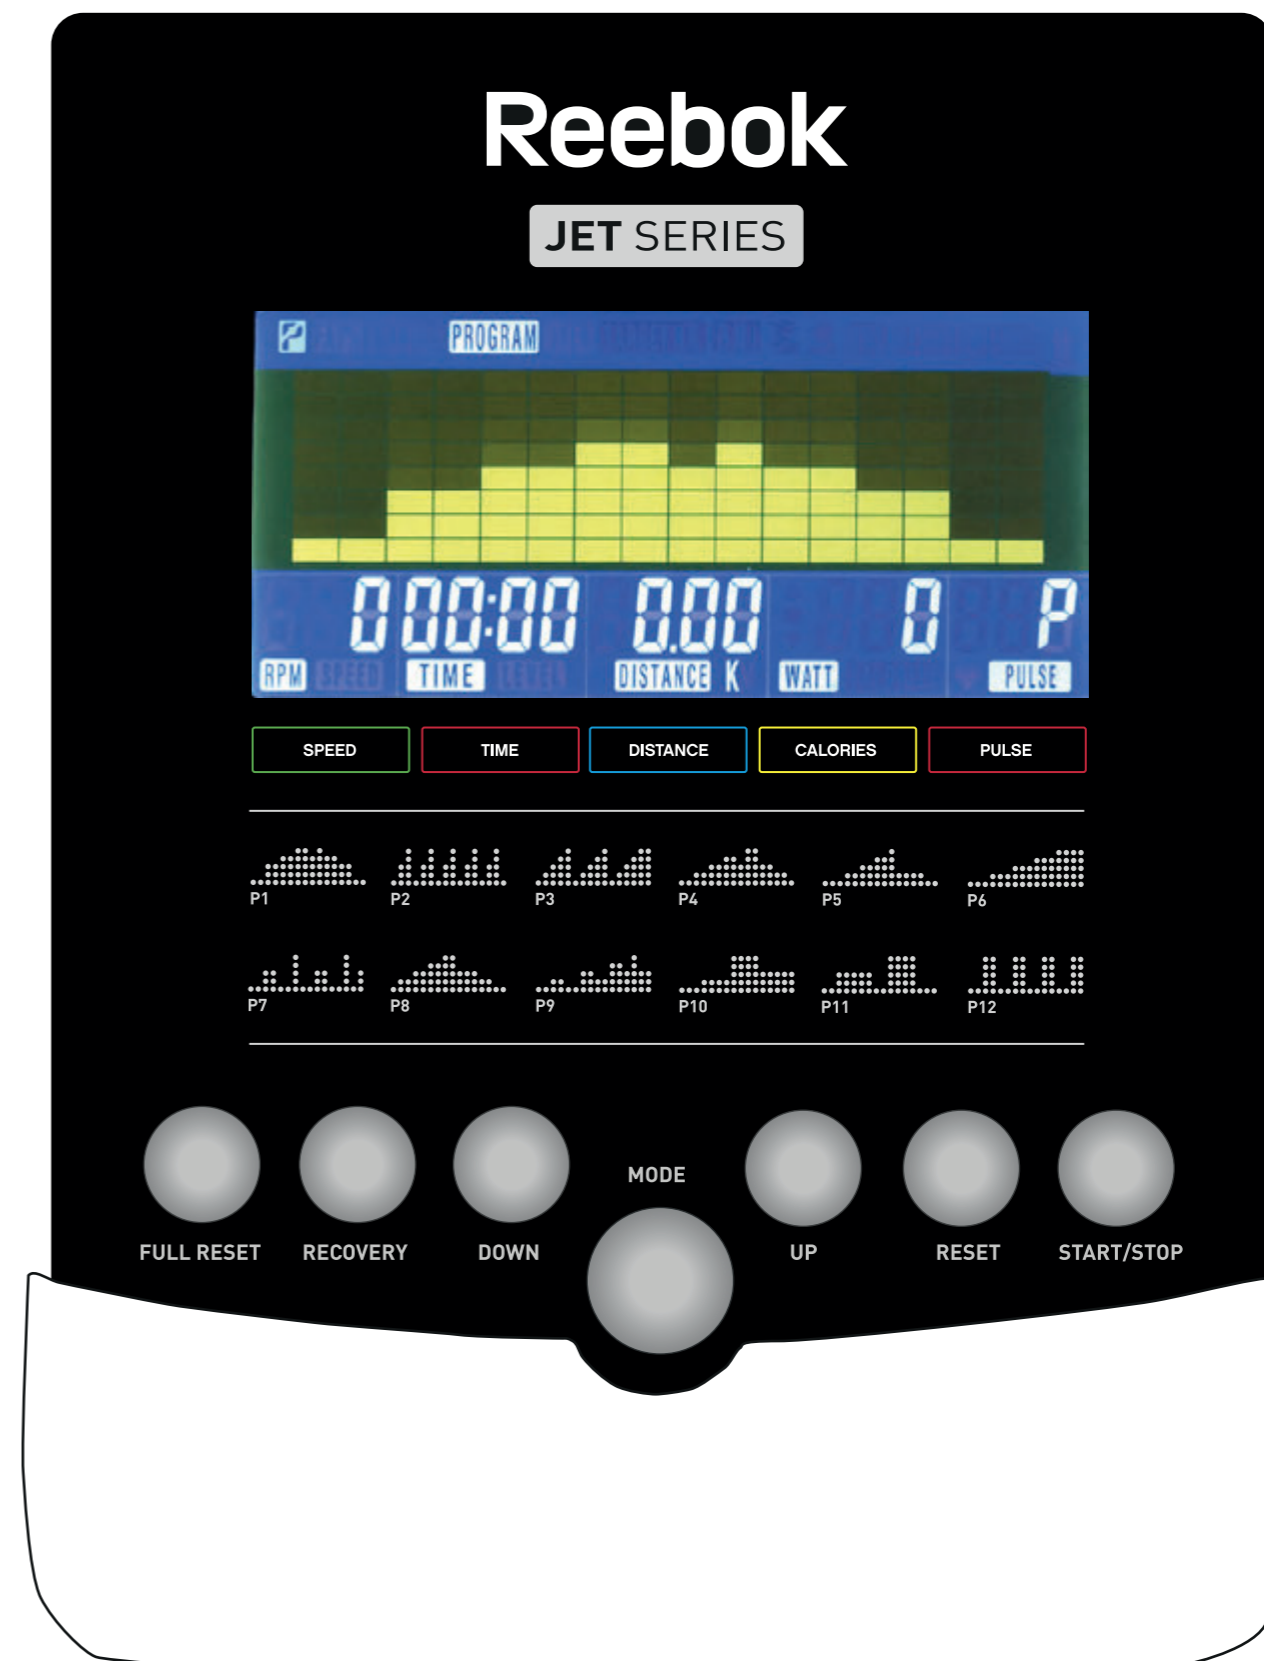 Reebok
JET SERIES
PROGRAM
0 00:00 0.00 0 P
RPM TIME DISTANCE K WATT PULSE
SPEED TIME DISTANCE CALORIES PULSE
P1 P2 P3 P4 P5 P6
P7 P8 P9 P10 P11 P12
MODE
FULL RESET RECOVERY DOWN UP RESET START/STOP